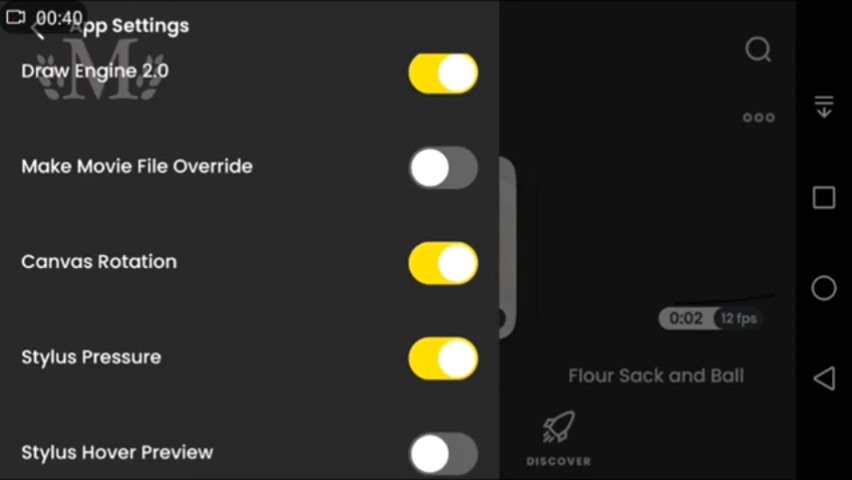 00:40
App Settings
M
Draw Engine 2.0
Make Movie File Override
Canvas Rotation
Stylus Pressure
Stylus Hover Preview
0:02 12 fps
Flour Sack and Ball
DISCOVER